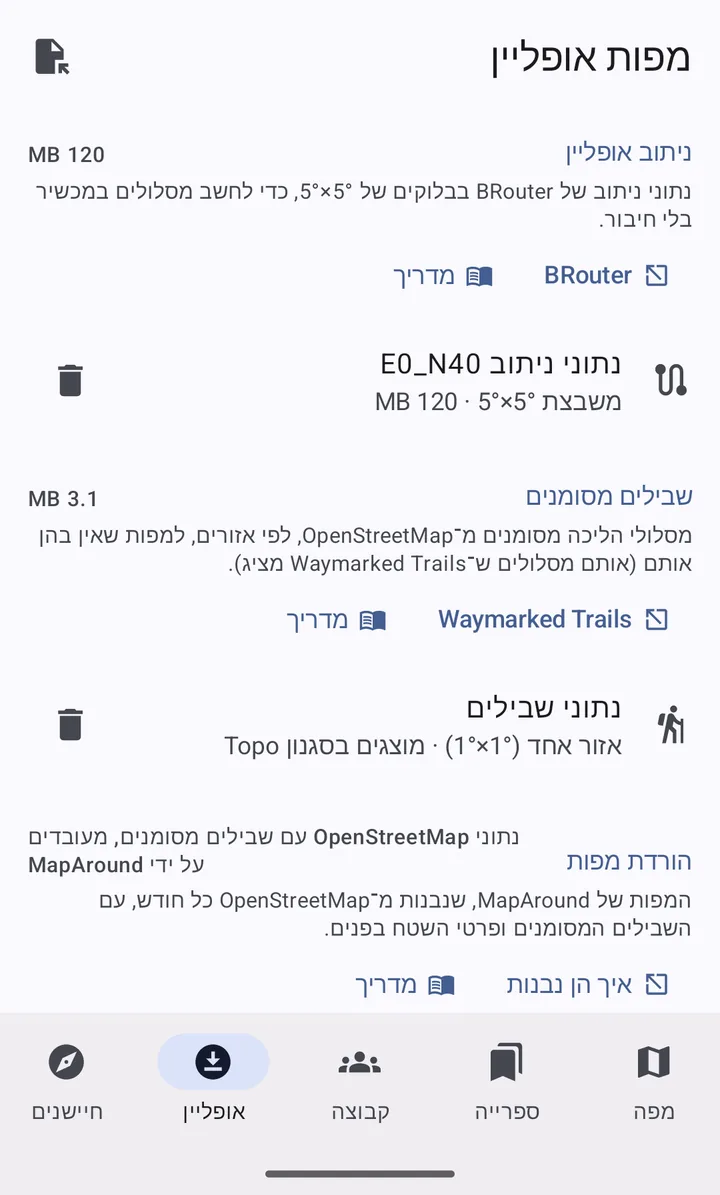 מפות אופליין
ניתוב אופליין
MB 120
נתוני ניתוב של BRouter בבלוקים של 5°×5°, כדי לחשב מסלולים במכשיר
בלי חיבור.
BRouter
מדריך
נתוני ניתוב E0_N40
משבצת 5°×5° · MB 120
שבילים מסומנים
MB 3.1
מסלולי הליכה מסומנים מ־OpenStreetMap, לפי אזורים, למפות שאין בהן
אותם (אותם מסלולים ש־Waymarked Trails מציג).
Waymarked Trails
מדריך
נתוני שבילים
אזור אחד (1°×1°) · מוצגים בסגנון Topo
הורדת מפות
נתוני OpenStreetMap עם שבילים מסומנים, מעובדים
על ידי MapAround
המפות של MapAround, שנבנות מ־OpenStreetMap כל חודש, עם
השבילים המסומנים ופרטי השטח בפנים.
איך הן נבנות
מדריך
מפה
ספרייה
קבוצה
אופליין
חיישנים